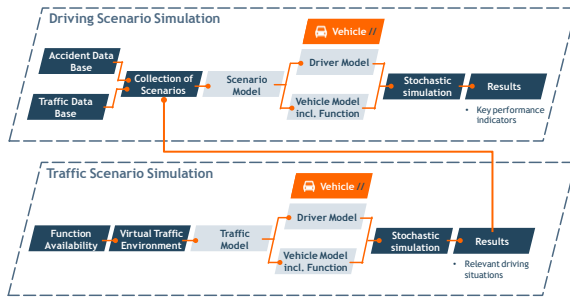 Driving Scenario Simulation
Vehicle //
Accident Data
Base
Traffic Data
Base
Collection of
Scenarios
Scenario
Model
Driver Model
Vehicle Model
incl. Function
Stochastic
simulation
Results
• Key performance
indicators
Traffic Scenario Simulation
Vehicle //
Function
Availability
Virtual Traffic
Environment
Traffic
Model
Driver Model
Vehicle Model
incl. Function
Stochastic
simulation
Results
• Relevant driving
situations